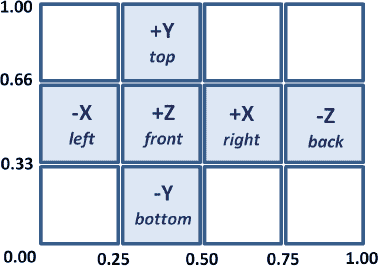 1.00
+Y
top
0.66
-X +Z +X -Z
left front right back
0.33
-Y
bottom
0.00
0.25 0.50 0.75 1.00